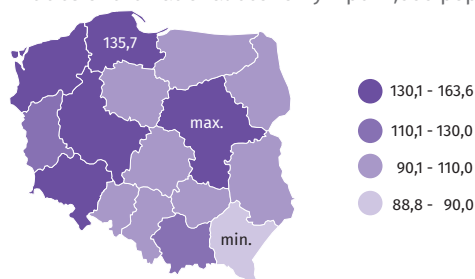 135,7
max.
min.
130,1 - 163,6
110,1 - 130,0
90,1 - 110,0
88,8 - 90,0